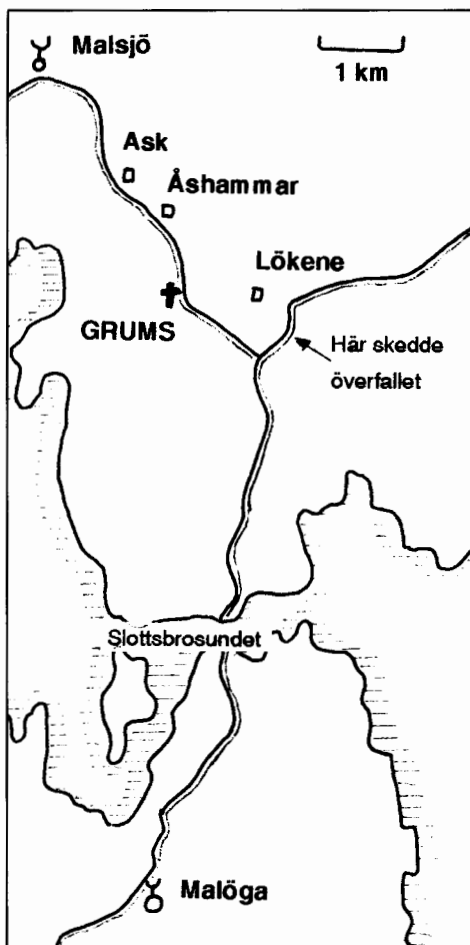 Malsjö
1 km
Ask
Åshammar
Lökene
GRUMS
Här skedde
överfallet
Slottsbrosundet
Malöga